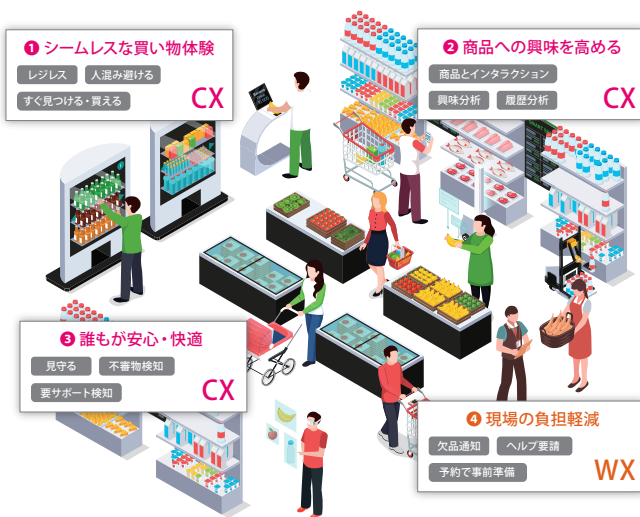 ❶ シームレスな買い物体験
レジレス 人混み避ける
すぐ見つける・買える
CX
❷ 商品への興味を高める
商品とインタラクション
興味分析 履歴分析
CX
❸ 誰もが安心・快適
見守る 不審物検知
要サポート検知
CX
❹ 現場の負担軽減
欠品通知 ヘルプ要請
予約で事前準備
WX